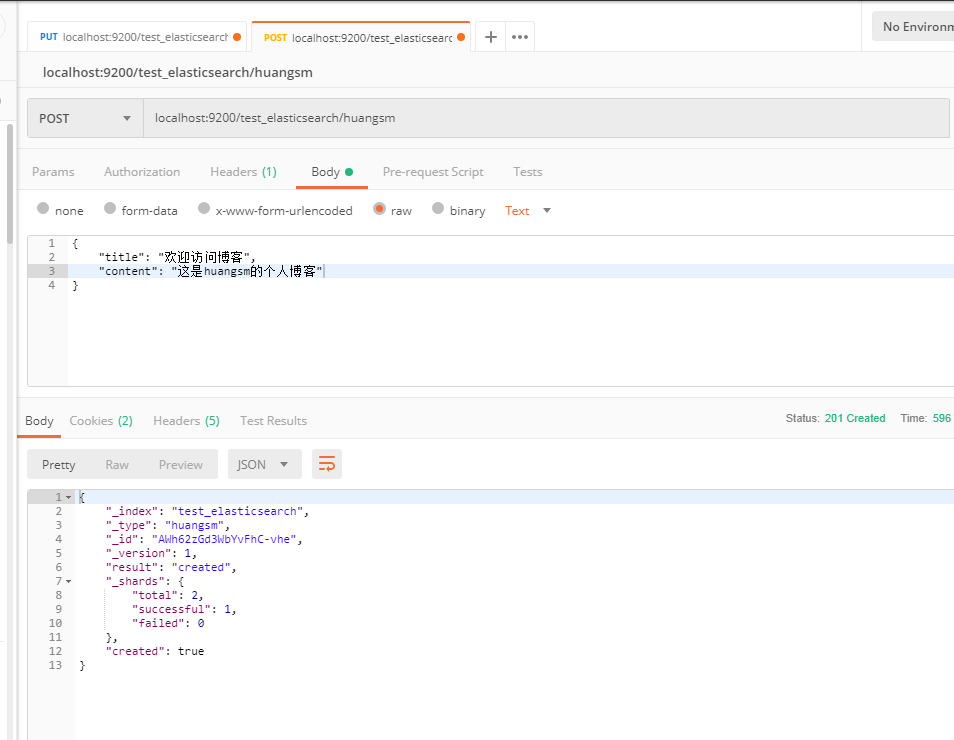 PUT localhost:9200/test_elasticsearch POST localhost:9200/test_elasticsearc + ••• No Environm
localhost:9200/test_elasticsearch/huangsm
POST localhost:9200/test_elasticsearch/huangsm
Params Authorization Headers (1) Body Pre-request Script Tests
none form-data x-www-form-urlencoded raw binary Text
1 {
2 "title": "欢迎访问博客",
3 "content": "这是huangsm的个人博客"
4 }
Body Cookies (2) Headers (5) Test Results Status: 201 Created Time: 596
Pretty Raw Preview JSON
1 {
2 "_index": "test_elasticsearch",
3 "_type": "huangsm",
4 "_id": "AWh62zGd3WbYvFhC-vhe",
5 "_version": 1,
6 "result": "created",
7 "_shards": {
8 "total": 2,
9 "successful": 1,
10 "failed": 0
11 },
12 "created": true
13 }